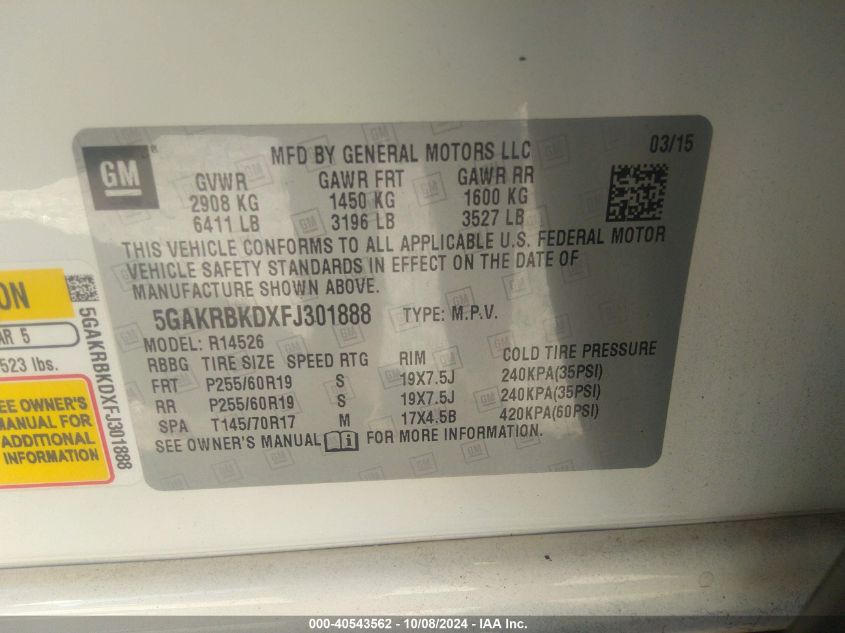 GM
MFD BY GENERAL MOTORS LLC
03/15
GVWR GAWR FRT GAWR RR
2908 KG 1450 KG 1600 KG
6411 LB 3196 LB 3527 LB
THIS VEHICLE CONFORMS TO ALL APPLICABLE U.S. FEDERAL MOTOR
VEHICLE SAFETY STANDARDS IN EFFECT ON THE DATE OF
MANUFACTURE SHOWN ABOVE.
5GAKRBKDXFJ301888 TYPE: M.P.V.
MODEL: R14526
RBBG TIRE SIZE SPEED RTG RIM COLD TIRE PRESSURE
FRT P255/60R19 S 19X7.5J 240KPA(35PSI)
RR P255/60R19 S 19X7.5J 240KPA(35PSI)
SPA T145/70R17 M 17X4.5B 420KPA(60PSI)
SEE OWNER'S MANUAL FOR MORE INFORMATION.
ON
AR 5
523 lbs.
SEE OWNER'S
MANUAL FOR
ADDITIONAL
INFORMATION
5GAKRBKDXFJ301888
000-40543562 - 10/08/2024 - IAA Inc.